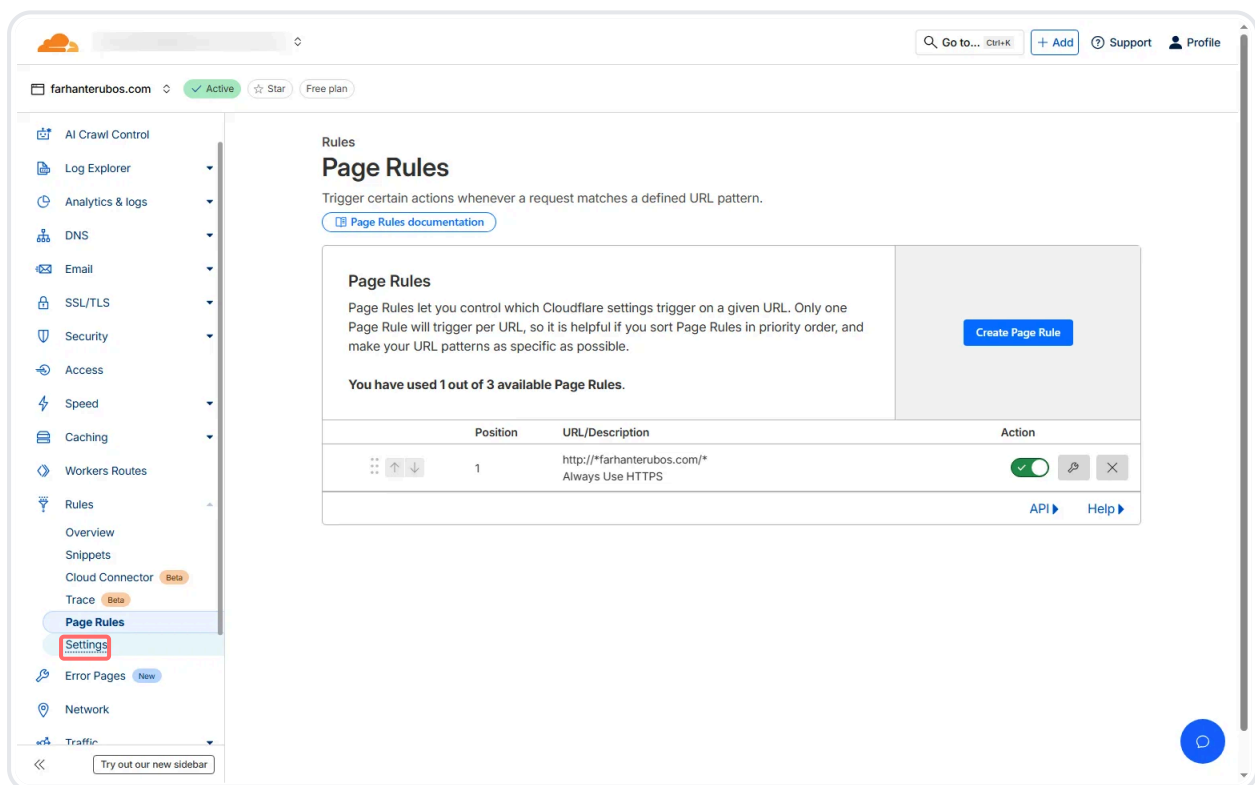 Go to... Ctrl+K
+ Add
Support
Profile
farhanterubos.com
Active
Star
Free plan
AI Crawl Control
Log Explorer
Analytics & logs
DNS
Email
SSL/TLS
Security
Access
Speed
Caching
Workers Routes
Rules
Overview
Snippets
Cloud Connector Beta
Trace Beta
Page Rules
Settings
Error Pages New
Network
Traffic
Try out our new sidebar
Rules
Page Rules
Trigger certain actions whenever a request matches a defined URL pattern.
Page Rules documentation
Page Rules
Page Rules let you control which Cloudflare settings trigger on a given URL. Only one
Page Rule will trigger per URL, so it is helpful if you sort Page Rules in priority order, and
make your URL patterns as specific as possible.
You have used 1 out of 3 available Page Rules.
Create Page Rule
Position URL/Description Action
1 http://*farhanterubos.com/*
Always Use HTTPS
API Help